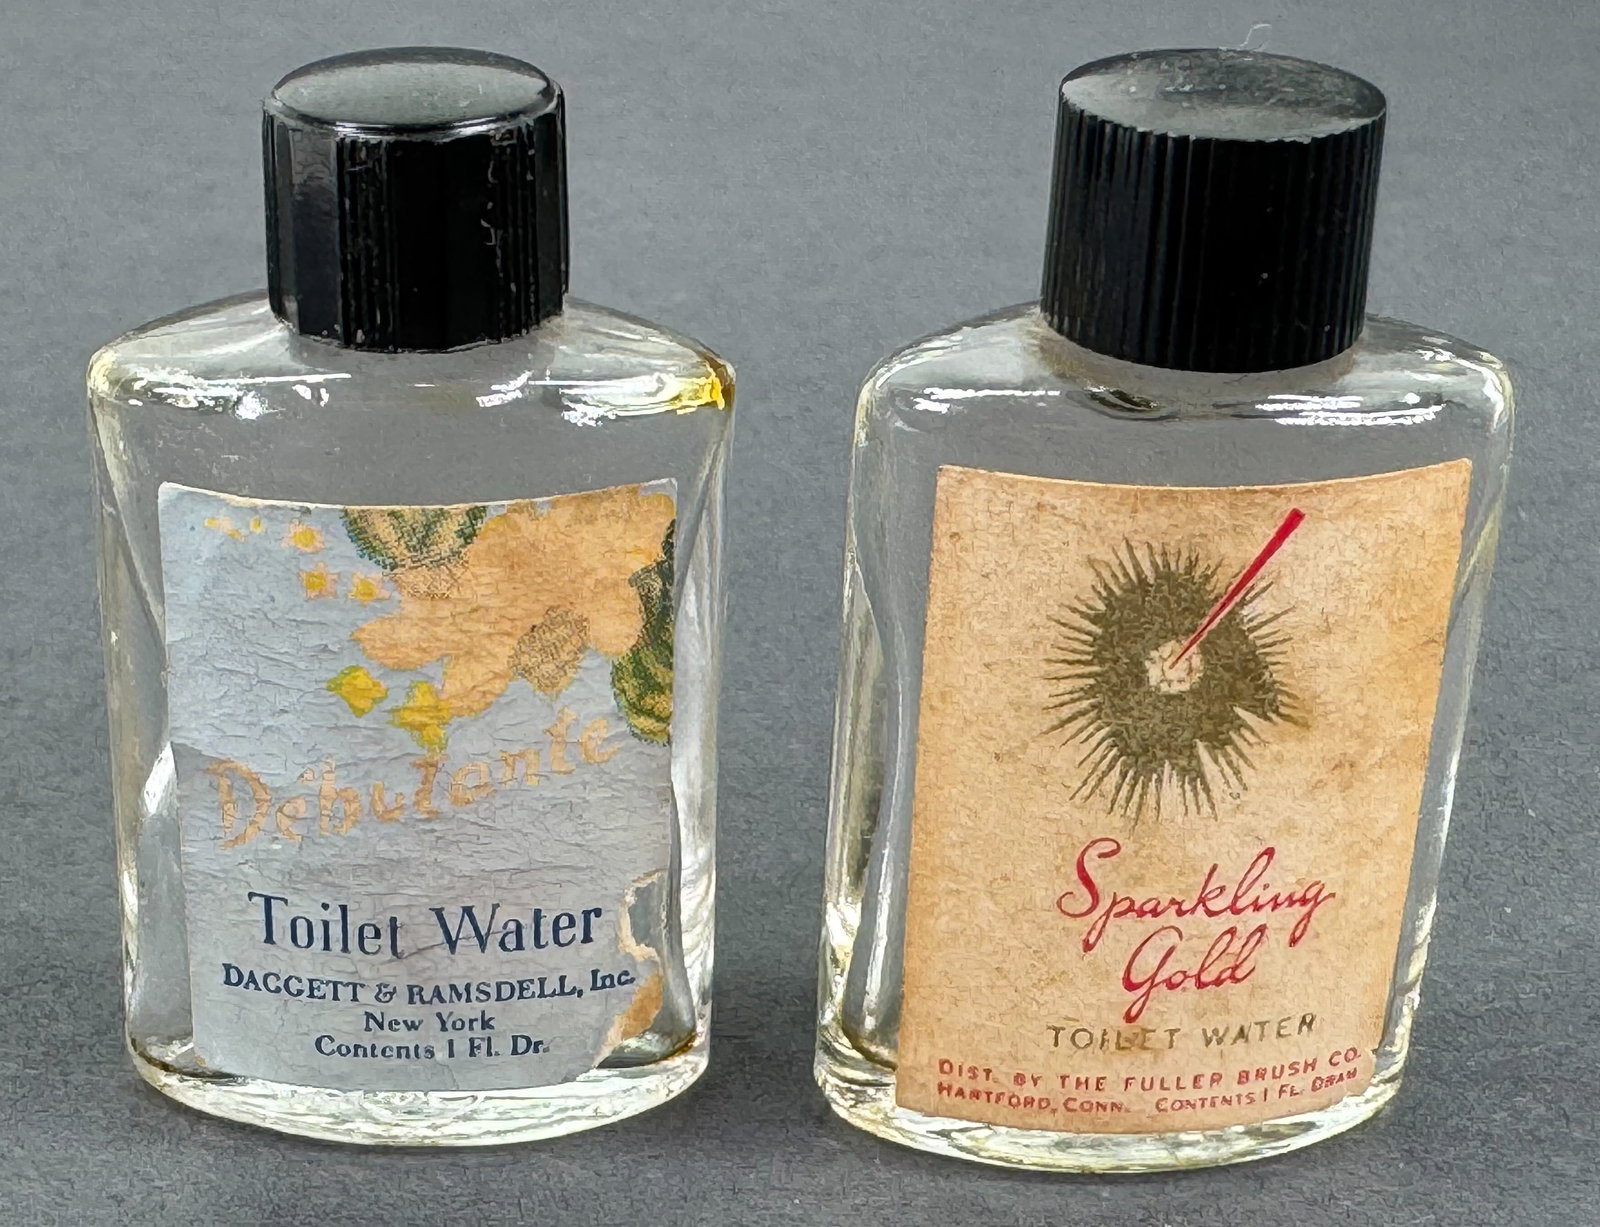 Débutante
Toilet Water
DAGGETT & RAMSDELL, Inc.
New York
Contents 1 Fl. Dr.
Sparkling
Gold
TOILET WATER
DIST. BY THE FULLER BRUSH CO.
HARTFORD, CONN. CONTENTS 1 FL. DRAM